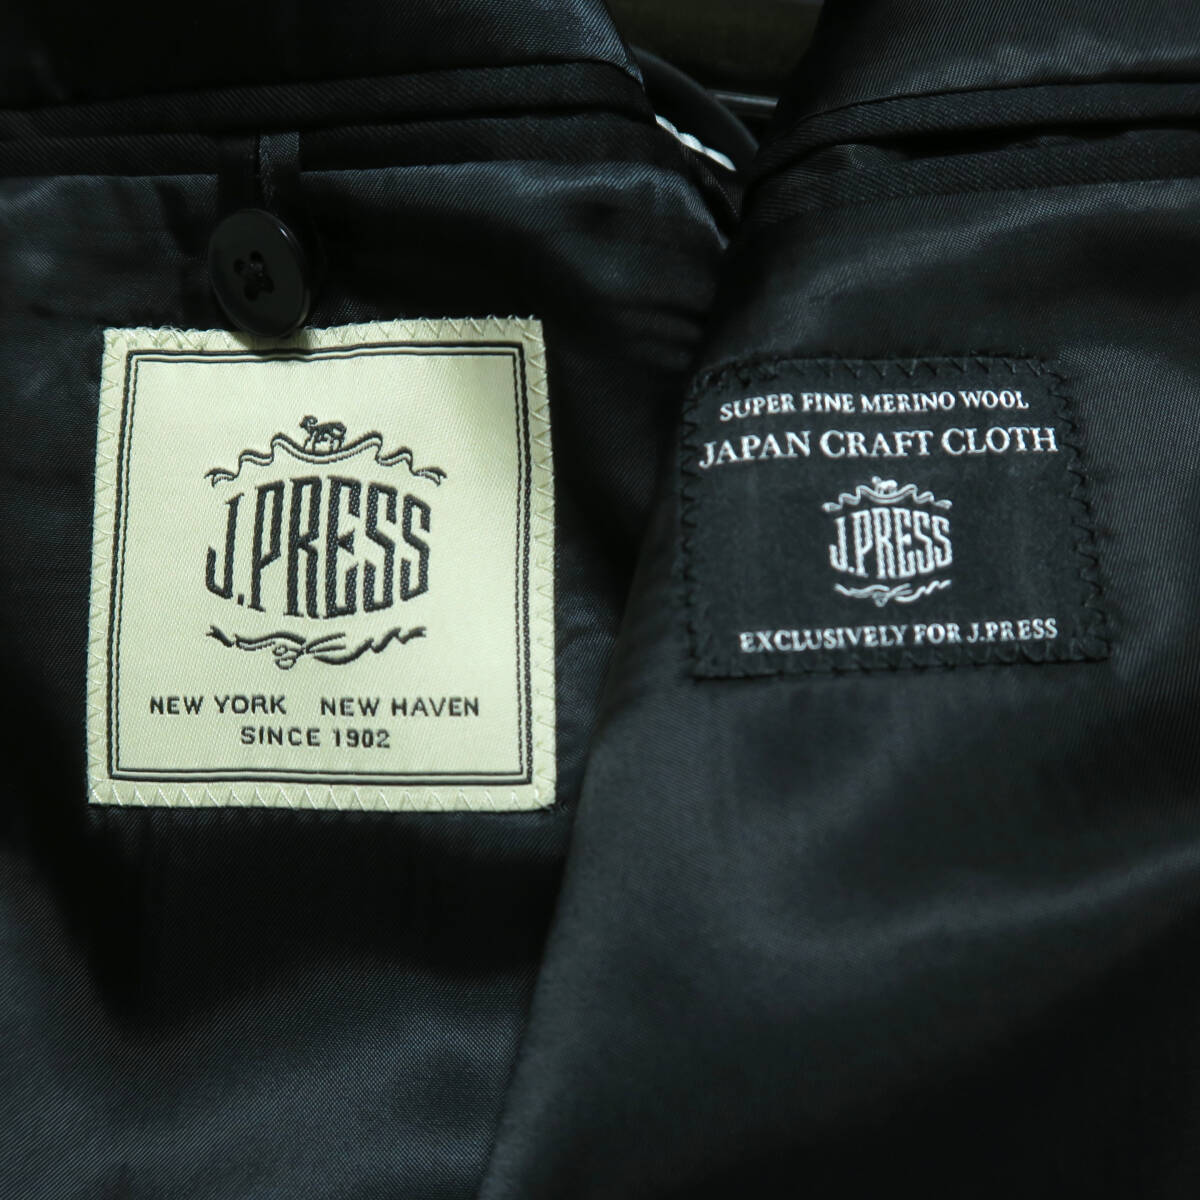 J.PRESS
NEW YORK NEW HAVEN
SINCE 1902
SUPER FINE MERINO WOOL
JAPAN CRAFT CLOTH
J.PRESS
EXCLUSIVELY FOR J.PRESS